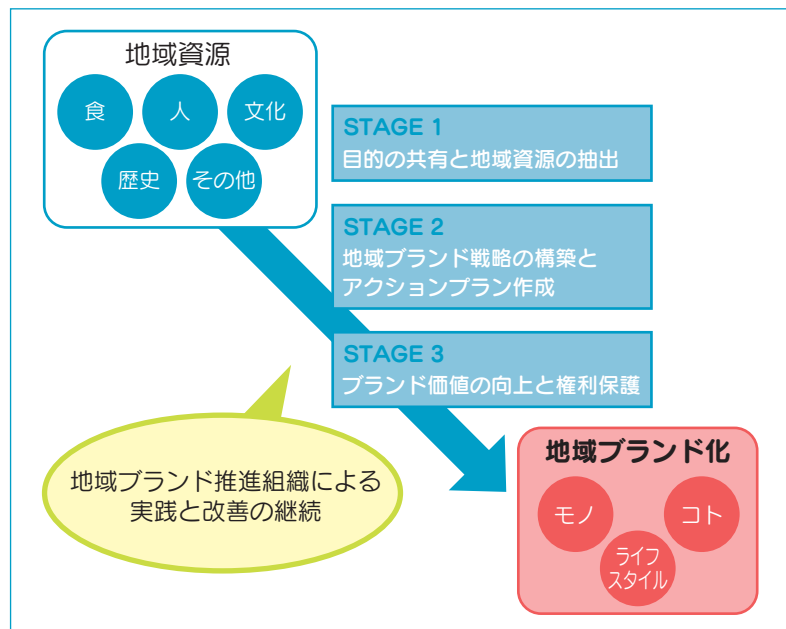 地域資源
食
人
文化
歴史
その他
STAGE 1
目的の共有と地域資源の抽出
STAGE 2
地域ブランド戦略の構築と
アクションプラン作成
STAGE 3
ブランド価値の向上と権利保護
地域ブランド推進組織による
実践と改善の継続
地域ブランド化
モノ
コト
ライフ
スタイル